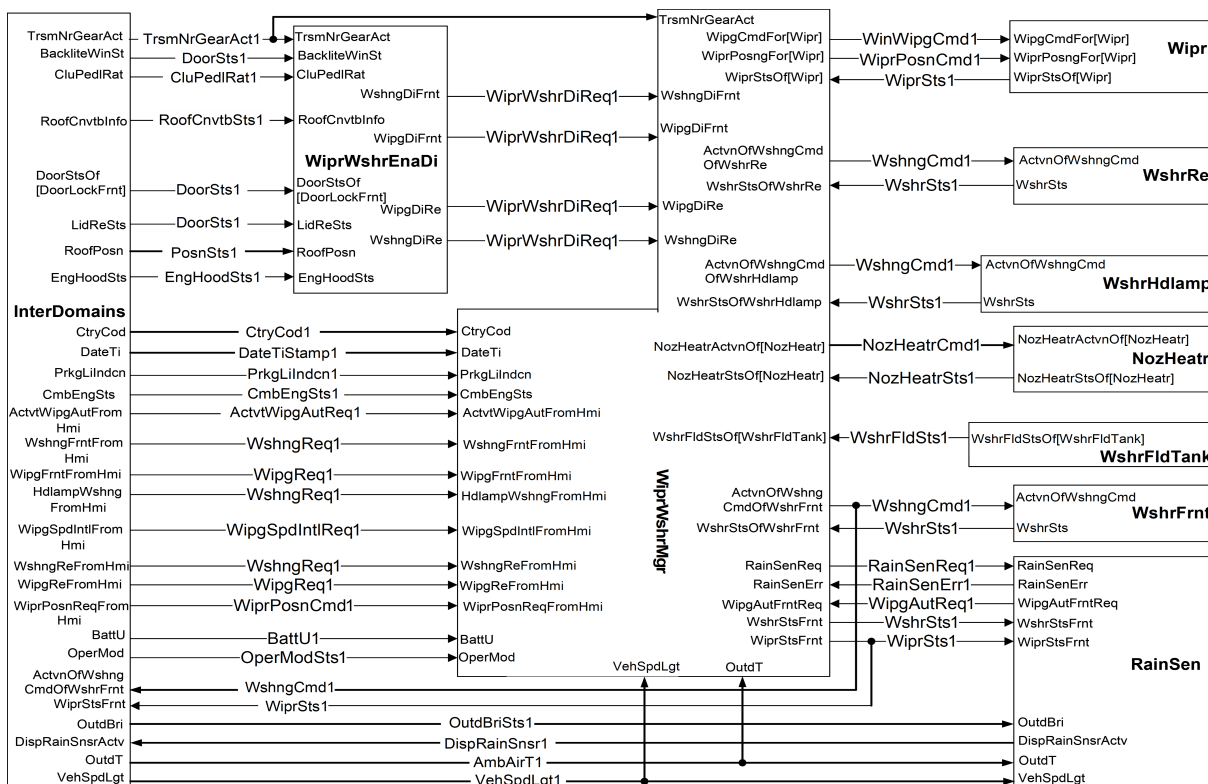 TrsmNrGearAct
TrsmNrGearAct TrsmNrGearAct1 TrsmNrGearAct
WipgCmdFor[Wipr] WinWipgCmd1 WipgCmdFor[Wipr]
Wipr
BackliteWinSt DoorSts1 BackliteWinSt
WiprPosngFor[Wipr] WiprPosnCmd1 WiprPosngFor[Wipr]
CluPedlRat CluPedlRat1 CluPedlRat
WiprStsOf[Wipr] WiprSts1 WiprStsOf[Wipr]
WshngDiFrnt WiprWshrDiReq1 WshngDiFrnt
RoofCnvtbInfo RoofCnvtbSts1 RoofCnvtbInfo
WipgDiFrnt WiprWshrDiReq1 WipgDiFrnt
WiprWshrEnaDi
ActvnOfWshngCmd
OfWshrRe
WshngCmd1 ActvnOfWshngCmd
WshrRe
DoorStsOf
[DoorLockFrnt]
DoorSts1
DoorStsOf
[DoorLockFrnt]
WshrStsOfWshrRe WshrSts1 WshrSts
WipgDiRe WiprWshrDiReq1 WipgDiRe
LidReSts DoorSts1 LidReSts
WshngDiRe WiprWshrDiReq1 WshngDiRe
RoofPosn PosnSts1 RoofPosn
EngHoodSts EngHoodSts1 EngHoodSts
ActvnOfWshngCmd
OfWshrHdlamp
WshngCmd1 ActvnOfWshngCmd
WshrHdlamp
WshrStsOfWshrHdlamp WshrSts1 WshrSts
InterDomains
CtryCod CtryCod1 CtryCod
DateTi DateTiStamp1 DateTi
NozHeatrActvnOf[NozHeatr] NozHeatrCmd1 NozHeatrActvnOf[NozHeatr]
NozHeatr
PrkgLiIndcn PrkgLiIndcn1 PrkgLiIndcn
NozHeatrStsOf[NozHeatr] NozHeatrSts1 NozHeatrStsOf[NozHeatr]
CmbEngSts CmbEngSts1 CmbEngSts
ActvtWipgAutFrom
Hmi
ActvtWipgAutReq1 ActvtWipgAutFromHmi
WshngFrntFrom
Hmi
WshngReq1 WshngFrntFromHmi
WshrFldStsOf[WshrFldTank] WshrFldSts1 WshrFldStsOf[WshrFldTank]
WshrFldTank
WipgFrntFromHmi WipgReq1 WipgFrntFromHmi
HdlampWshng
FromHmi
WshngReq1 HdlampWshngFromHmi
WiprWshrMgr
ActvnOfWshng
CmdOfWshrFrnt
WshngCmd1 ActvnOfWshngCmd
WshrFrnt
WipgSpdIntlFrom
Hmi
WipgSpdIntlReq1 WipgSpdIntlFromHmi
WshrStsOfWshrFrnt WshrSts1 WshrSts
WshngReFromHmi WshngReq1 WshngReFromHmi
RainSenReq RainSenReq1 RainSenReq
WipgReFromHmi WipgReq1 WipgReFromHmi
RainSenErr RainSenErr1 RainSenErr
WiprPosnReqFrom
Hmi
WiprPosnCmd1 WiprPosnReqFromHmi
WipgAutFrntReq WipgAutReq1 WipgAutFrntReq
WshrStsFrnt WshrSts1 WshrStsFrnt
BattU BattU1 BattU
WiprStsFrnt WiprSts1 WiprStsFrnt
OperMod OperModSts1 OperMod
VehSpdLgt OutdT
RainSen
ActvnOfWshng
CmdOfWshrFrnt
WshngCmd1
WiprStsFrnt WiprSts1
OutdBri OutdBriSts1 OutdBri
DispRainSnsrActv DispRainSnsr1 DispRainSnsrActv
OutdT AmbAirT1 OutdT
VehSpdLgt VehSpdLgt1 VehSpdLgt